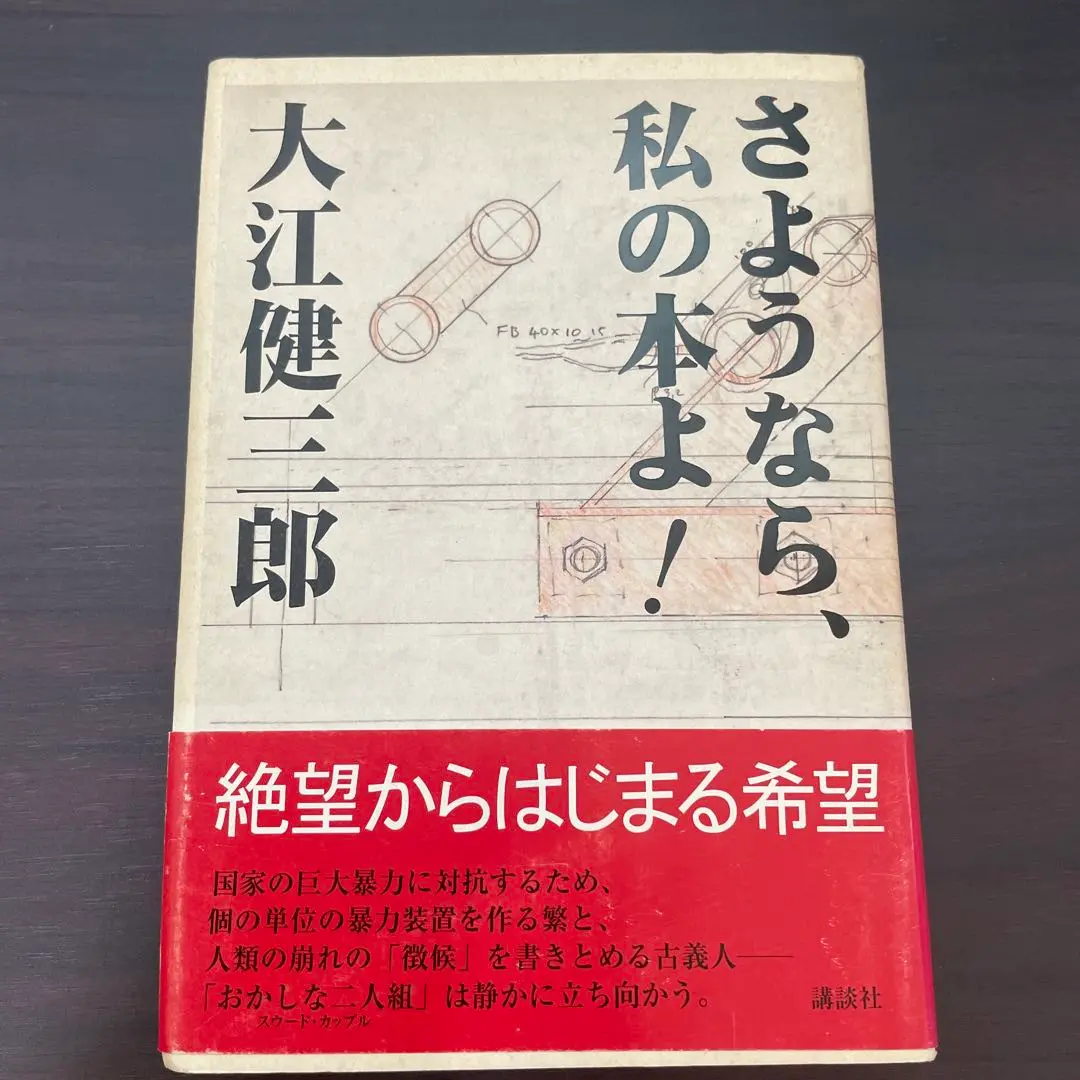 さようなら、
私の本よ！
大江健三郎
FB 40×10
絶望からはじまる希望
国家の巨大暴力に対抗するため、
個の単位の暴力装置を作る繁と、
人類の崩れの「徴候」を書きとめる古義人──
「おかしな二人組」は静かに立ち向かう。
スウード・カップル
講談社